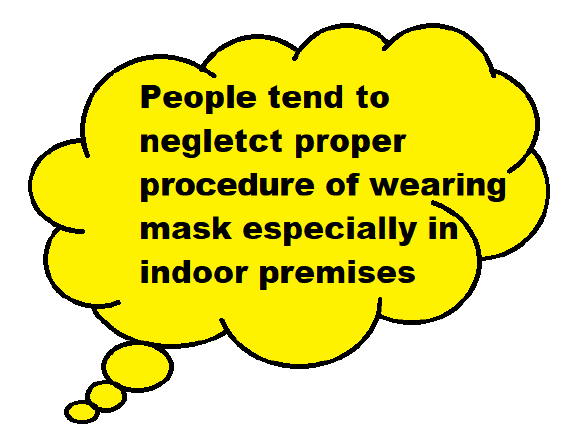 People tend to
negletct proper
procedure of wearing
mask especially in
indoor premises